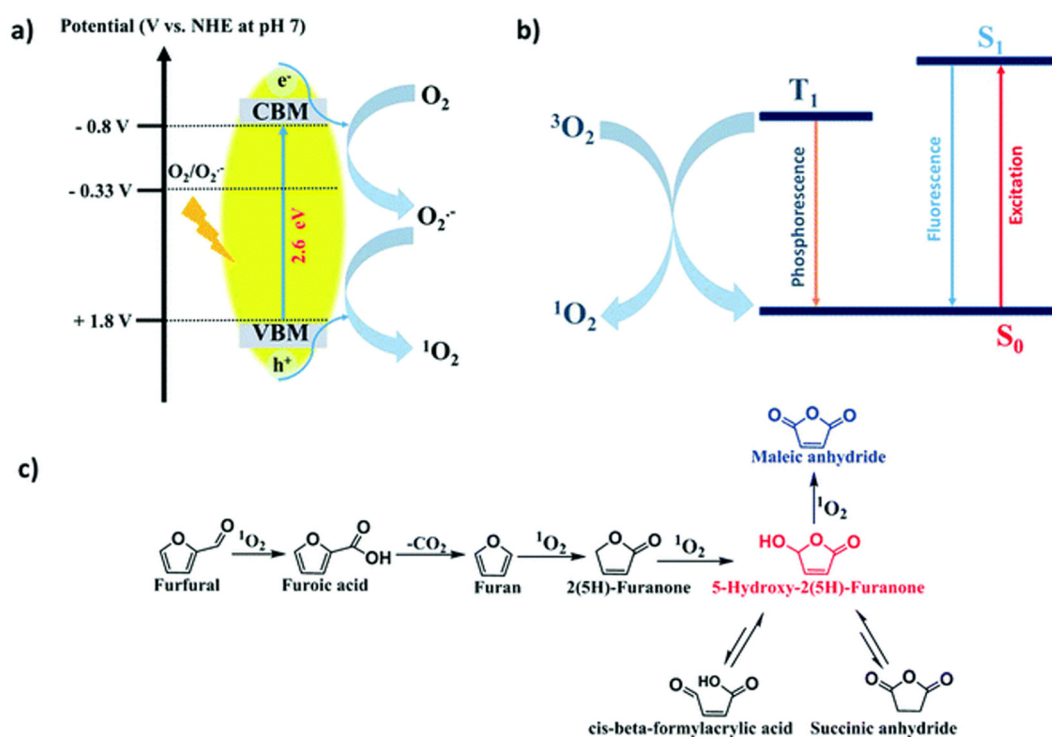 a)
Potential (V vs. NHE at pH 7)
e-
CBM
O2
- 0.8 V
O2/O2·-
- 0.33 V
O2·-
2.6 eV
+ 1.8 V
VBM
1O2
h+
b)
S1
T1
3O2
Phosphorescence
Fluorescence
Excitation
1O2
S0
c)
O O O
Maleic anhydride
1O2
O O
1O2
O O
OH
-CO2
O
1O2
O O
1O2
HO O O
Furfural
Furoic acid
Furan
2(5H)-Furanone
5-Hydroxy-2(5H)-Furanone
O HO O
O O O
cis-beta-formylacrylic acid
Succinic anhydride